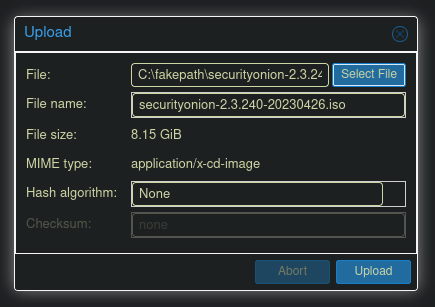 Upload
File: C:\fakepath\securityonion-2.3.24 Select File
File name: securityonion-2.3.240-20230426.iso
File size: 8.15 GiB
MIME type: application/x-cd-image
Hash algorithm: None
Checksum: none
Abort Upload